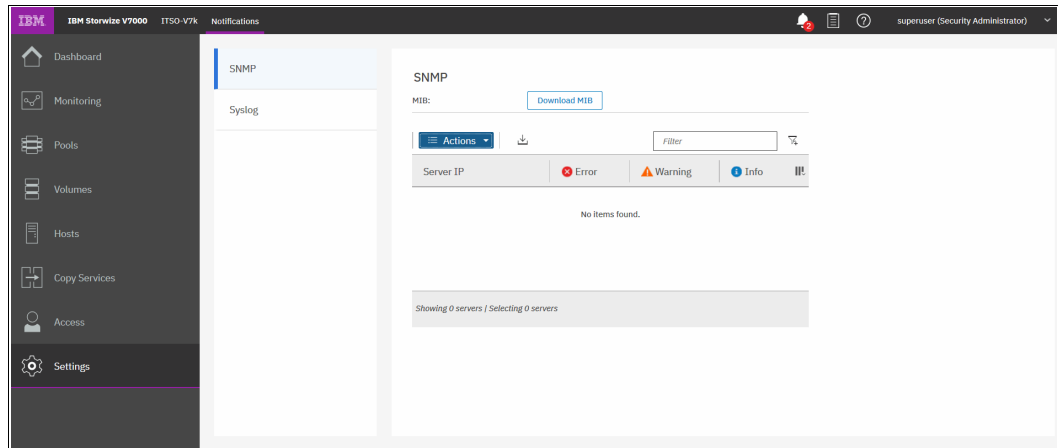 IBM IBM Storwize V7000 ITSO-V7k Notifications 2 superuser (Security Administrator)
Dashboard
Monitoring
Pools
Volumes
Hosts
Copy Services
Access
Settings
SNMP
Syslog
SNMP
MIB: Download MIB
Actions Filter
Server IP Error Warning Info
No items found.
Showing 0 servers | Selecting 0 servers